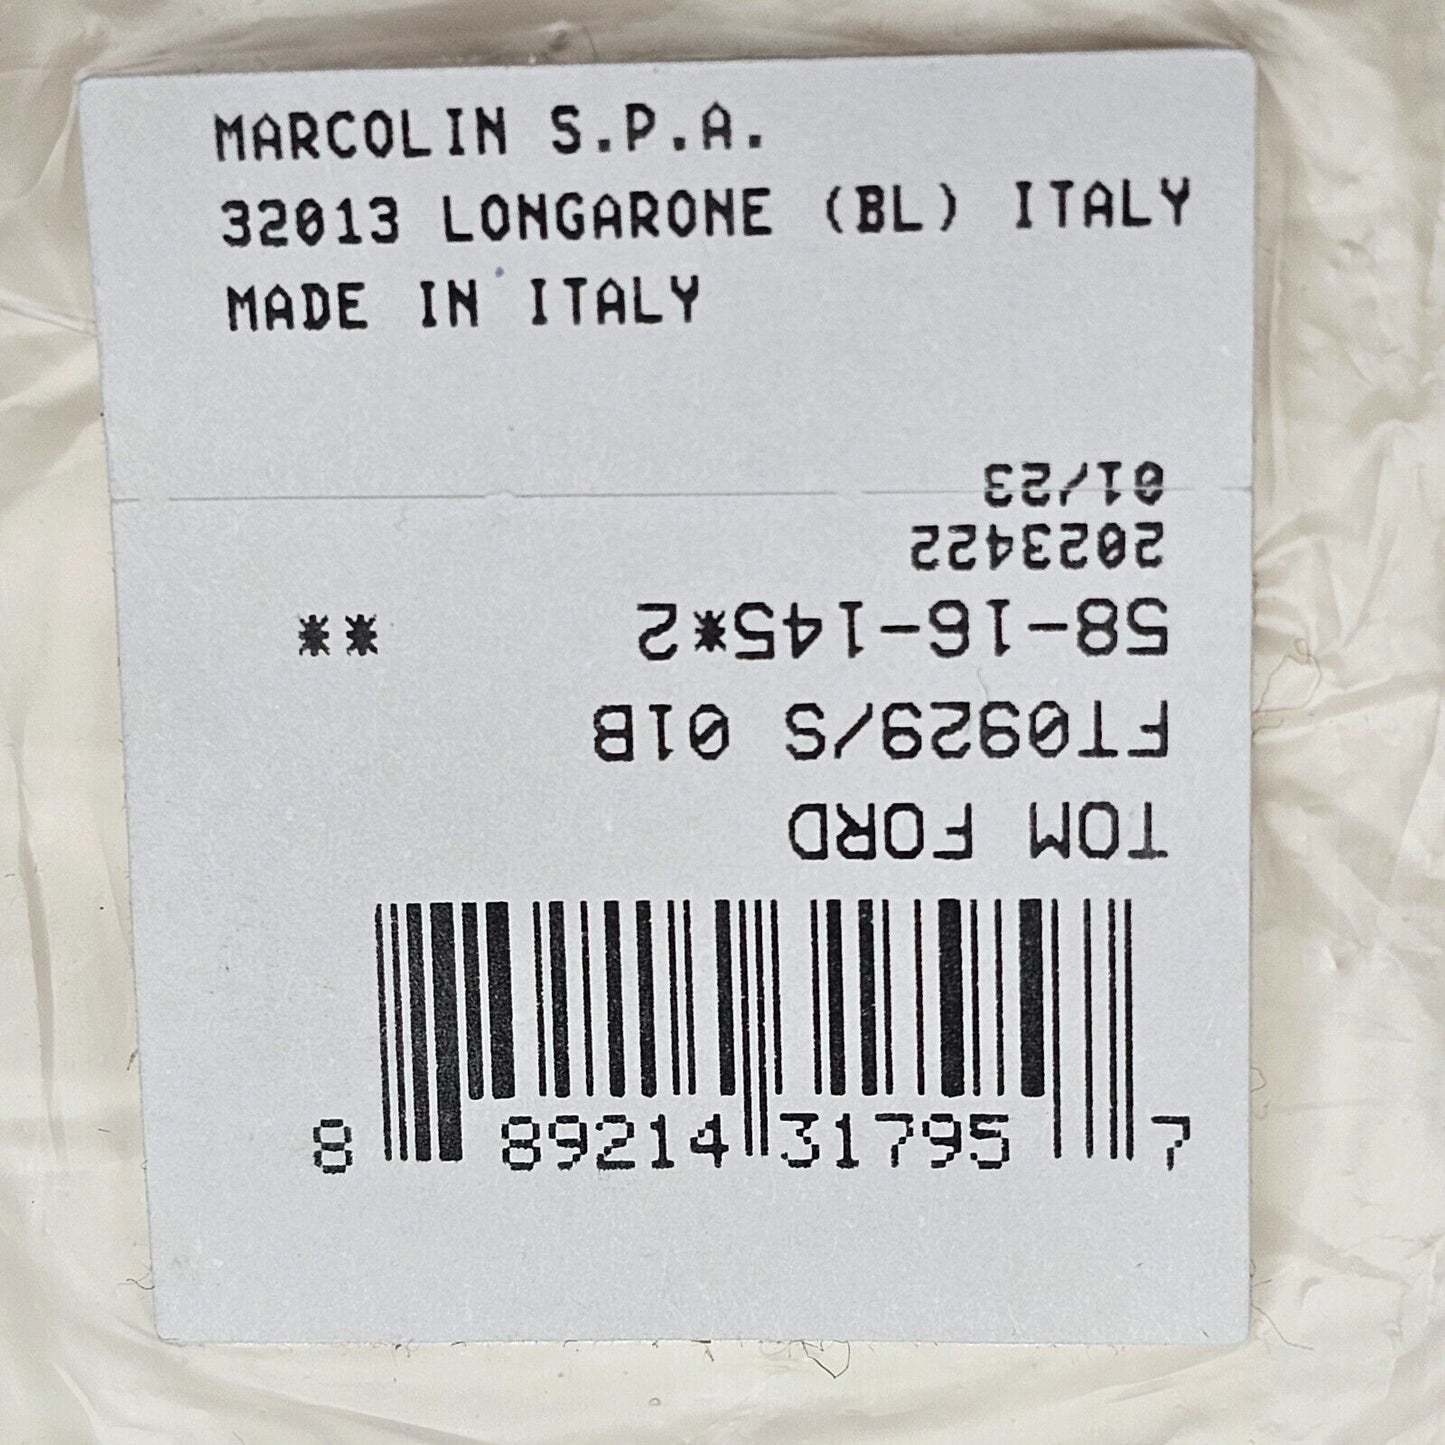 MARCOLIN S.P.A.
32013 LONGARONE (BL) ITALY
MADE IN ITALY
TOM FORD
FT0929/S 01B
58-16-145*2 **
2023422
01/23
8 89214 31795 7